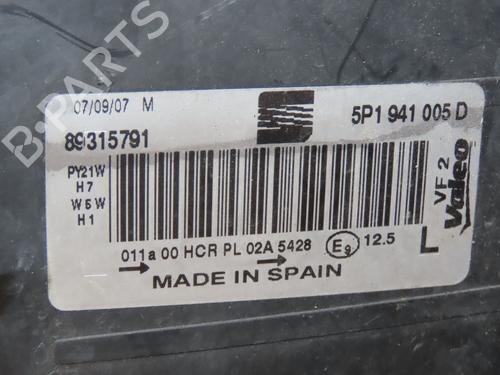 07/09/07 M
5P1 941 005 D
89315791
PY21W
H7
W5W
H1
VF 2
Valeo
L
011a 00 HCR PL 02A 5428 E9 12.5
MADE IN SPAIN
B-PARTS